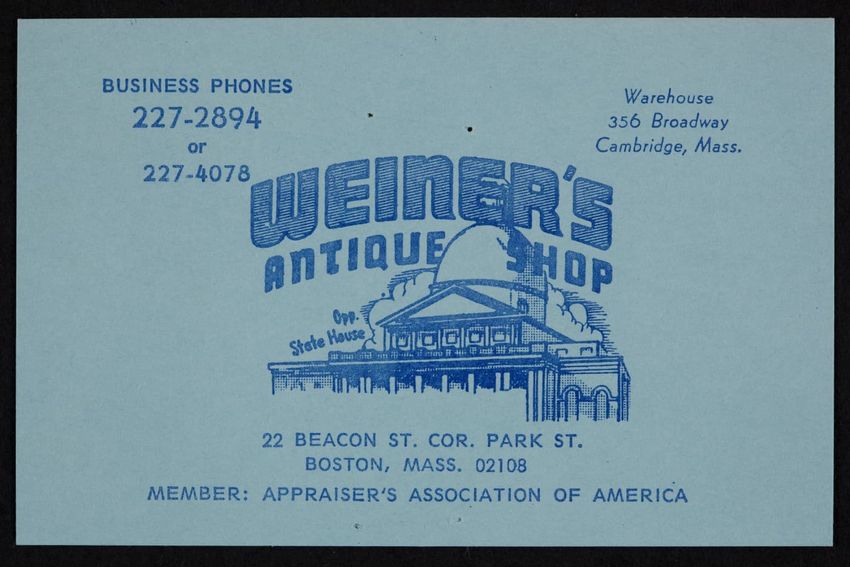 BUSINESS PHONES
227-2894
or
227-4078
Warehouse
356 Broadway
Cambridge, Mass.
WEINER'S
ANTIQUE SHOP
Opp.
State House
22 BEACON ST. COR. PARK ST.
BOSTON, MASS. 02108
MEMBER: APPRAISER'S ASSOCIATION OF AMERICA